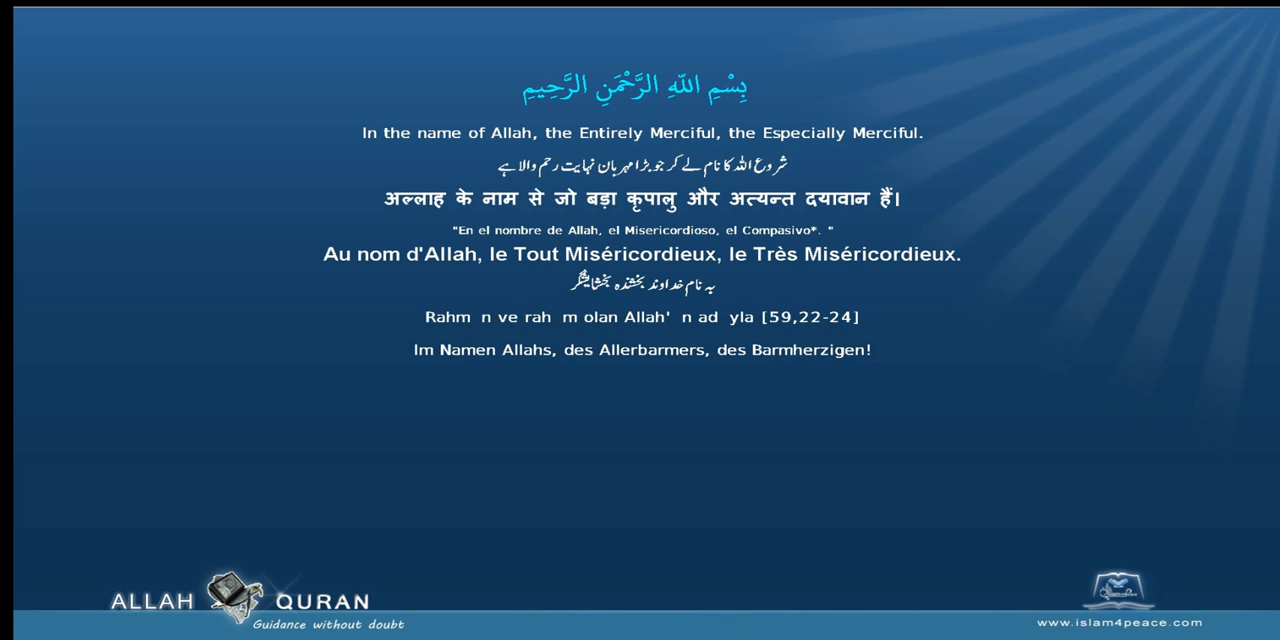 بِسْمِ اللَّهِ الرَّحْمَنِ الرَّحِيمِ
In the name of Allah, the Entirely Merciful, the Especially Merciful.
شروع اللہ کا نام لے کر جو بڑا مہربان نہایت رحم والا ہے
अल्लाह के नाम से जो बड़ा कृपालु और अत्यन्त दयावान हैं।
"En el nombre de Allah, el Misericordioso, el Compasivo*. "
Au nom d'Allah, le Tout Miséricordieux, le Très Miséricordieux.
به نام خداوند بخشنده بخشایشگر
Rahm n ve rah m olan Allah' n ad yla [59,22-24]
Im Namen Allahs, des Allerbarmers, des Barmherzigen!
ALLAH QURAN
Guidance without doubt
www.islam4peace.com